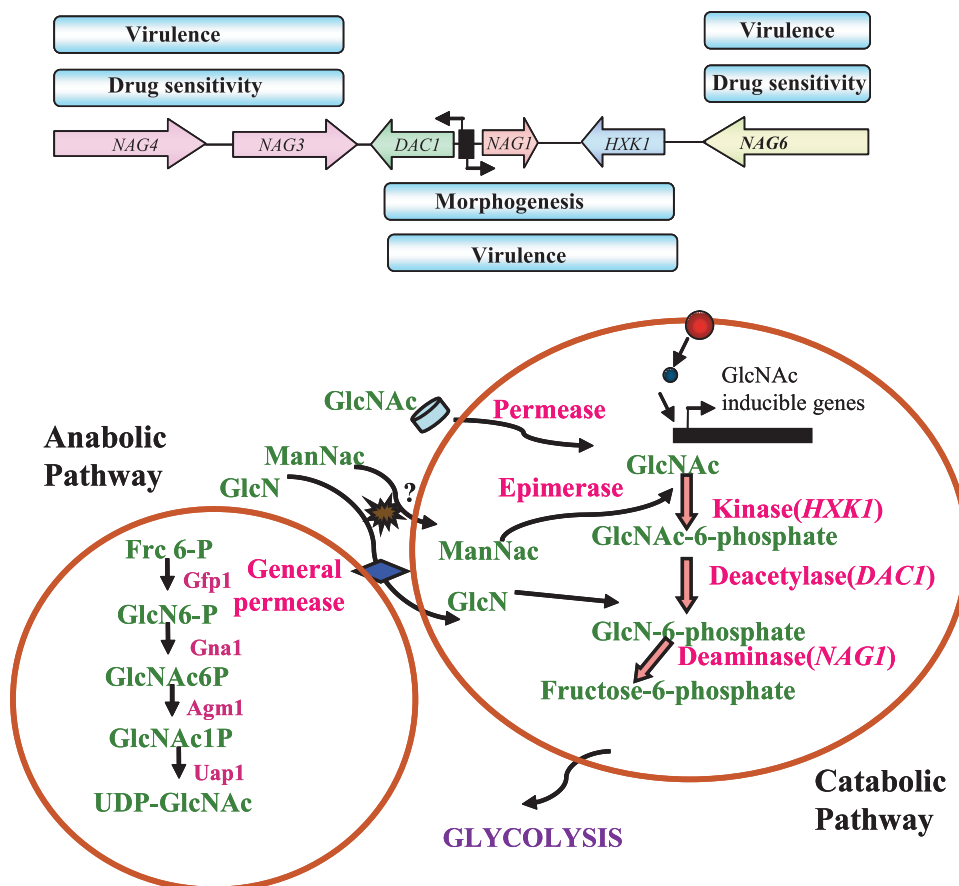 Virulence
Virulence
Drug sensitivity
Drug sensitivity
NAG4
NAG3
DAC1
NAG1
HXK1
NAG6
Morphogenesis
Virulence
GlcNAc
inducible genes
GlcNAc
Permease
Anabolic
Pathway
ManNac
GlcN
?
Epimerase
GlcNAc
Kinase(HXK1)
GlcNAc-6-phosphate
ManNac
Deacetylase(DAC1)
GlcN
GlcN-6-phosphate
Deaminase(NAG1)
Fructose-6-phosphate
General
permease
Frc 6-P
Gfp1
GlcN6-P
Gna1
GlcNAc6P
Agm1
GlcNAc1P
Uap1
UDP-GlcNAc
GLYCOLYSIS
Catabolic
Pathway